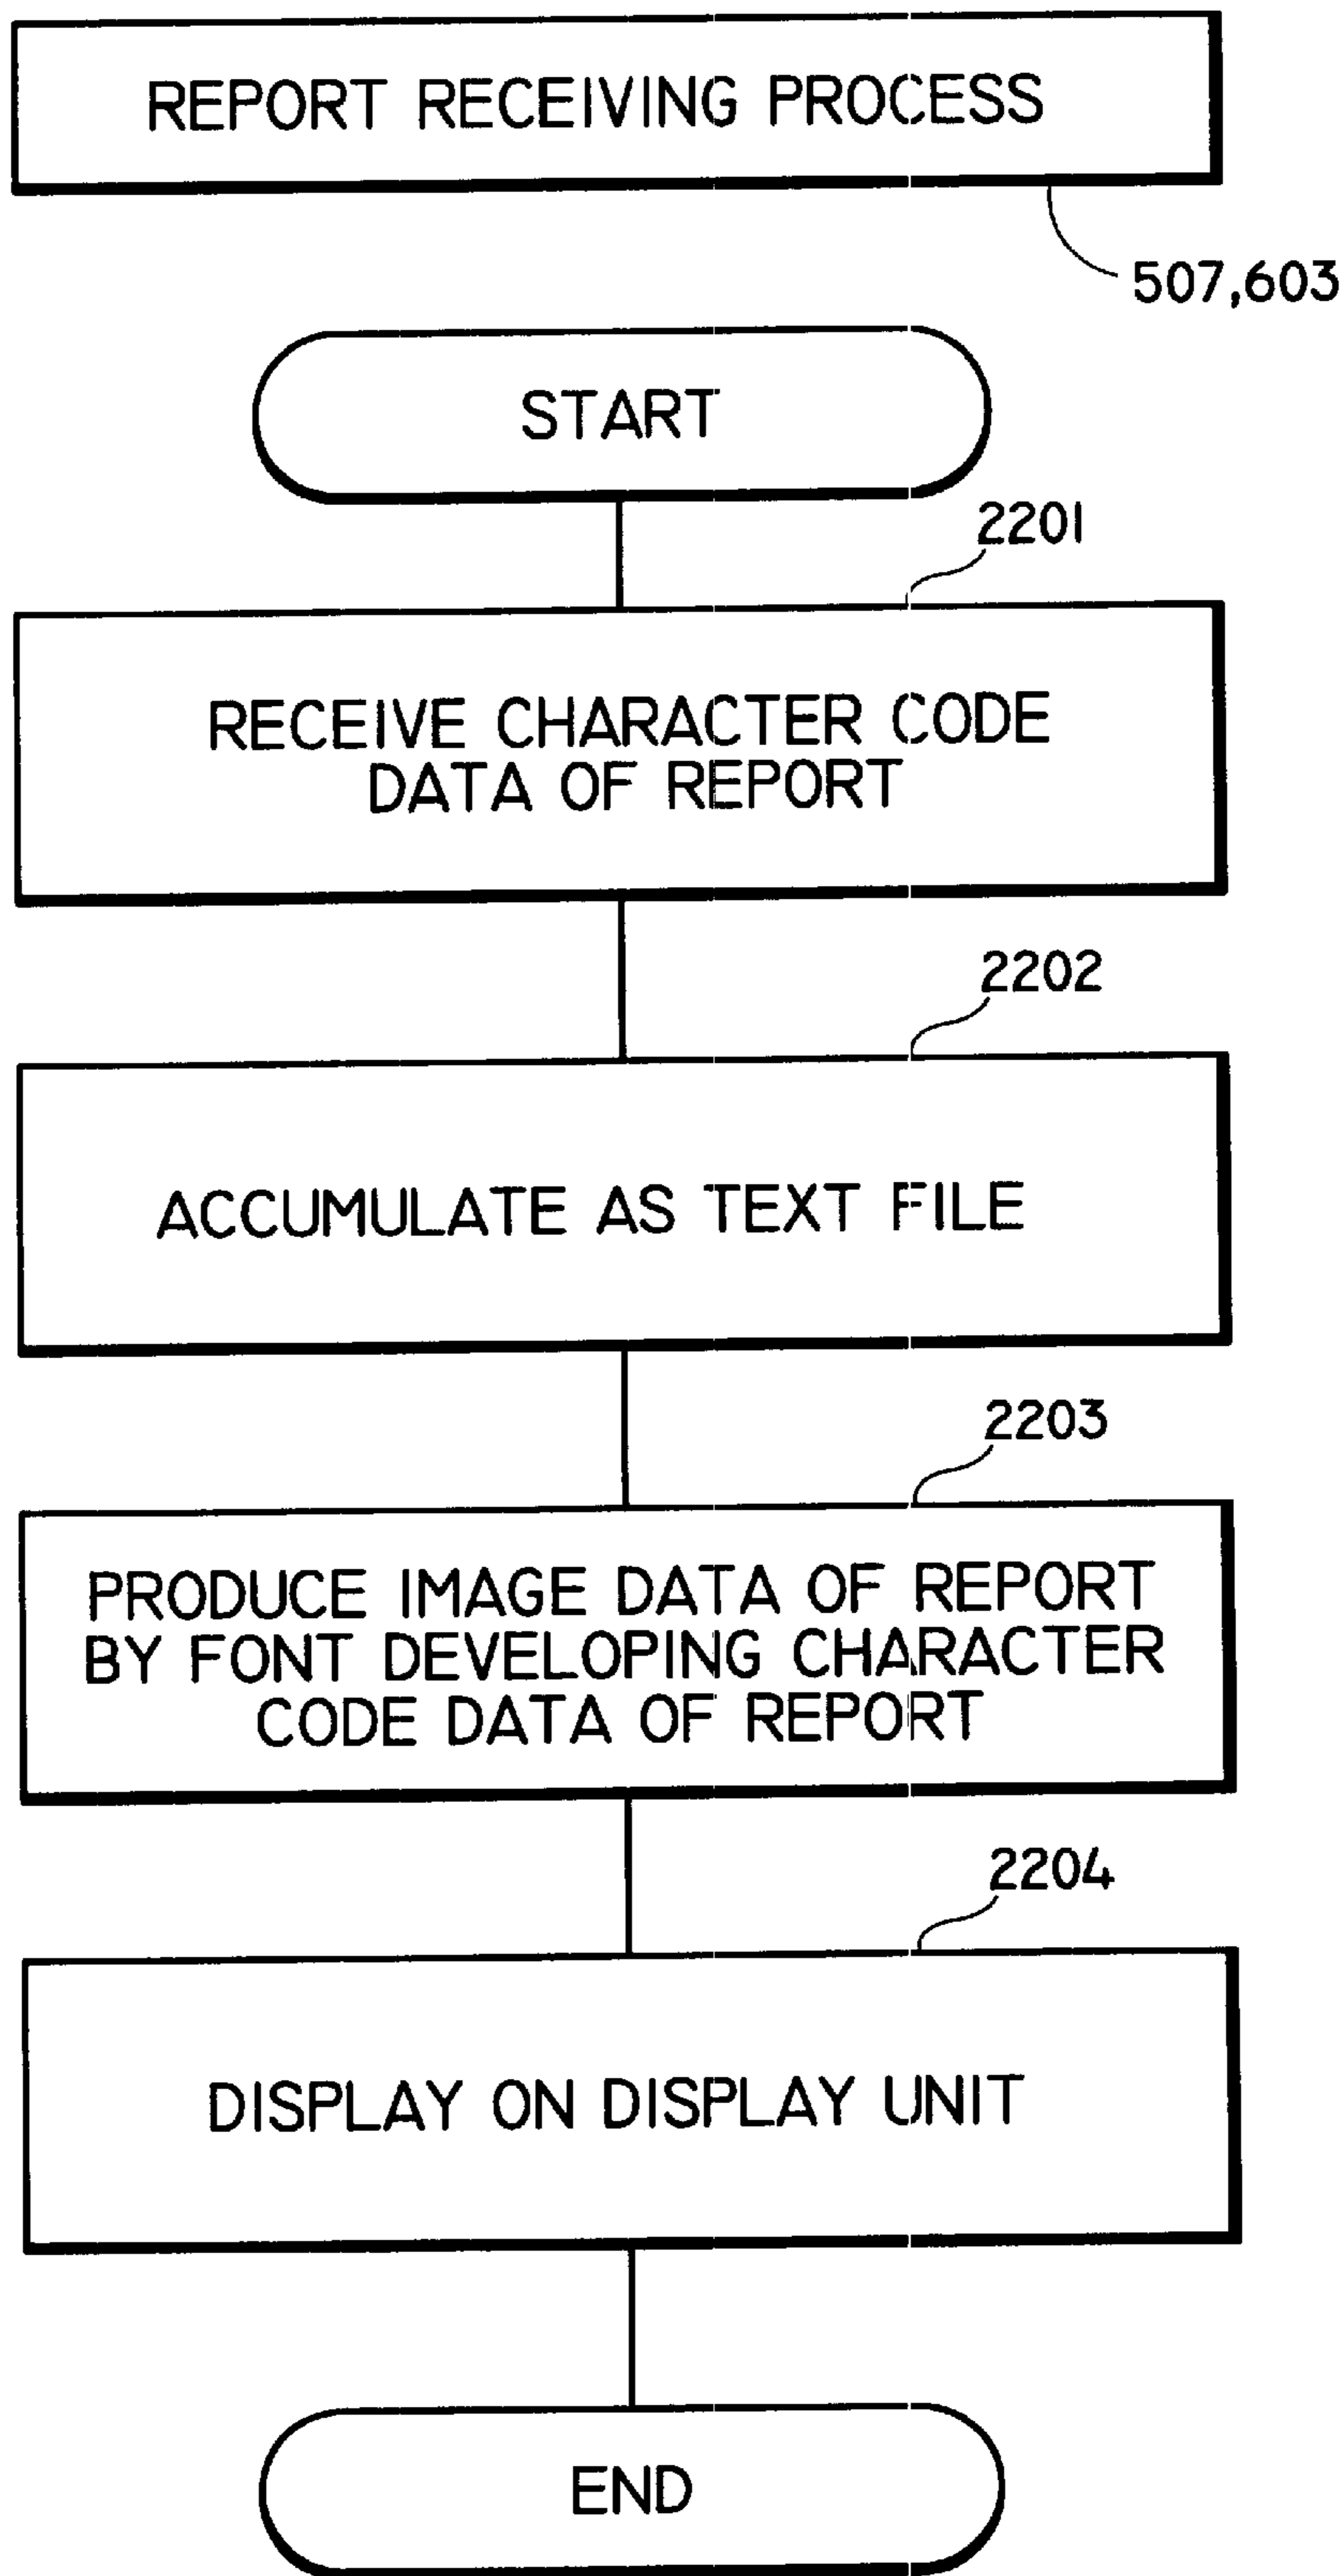 REPORT RECEIVING PROCESS
507,603
START
2201
RECEIVE CHARACTER CODE
DATA OF REPORT
2202
ACCUMULATE AS TEXT FILE
2203
PRODUCE IMAGE DATA OF REPORT
BY FONT DEVELOPING CHARACTER
CODE DATA OF REPORT
2204
DISPLAY ON DISPLAY UNIT
END